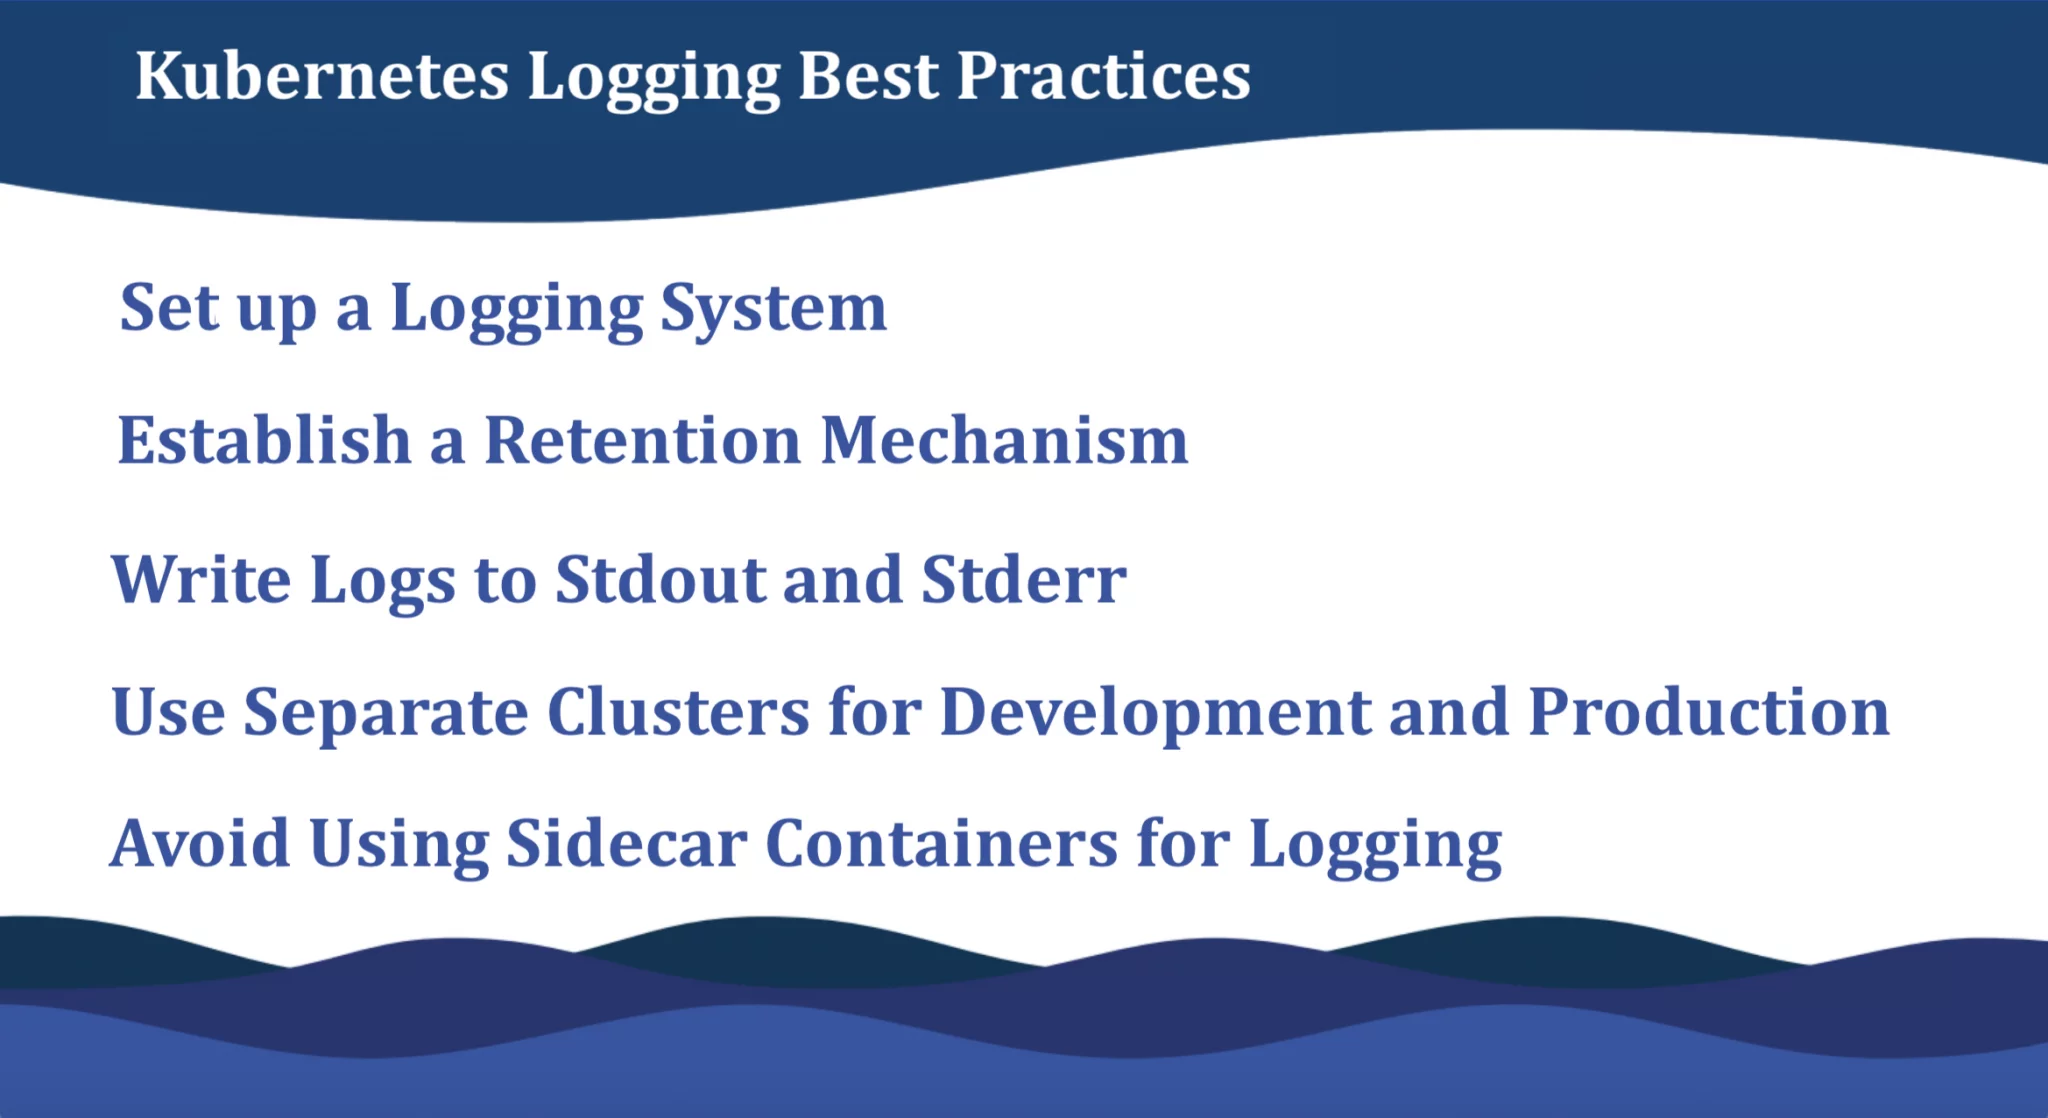 Kubernetes Logging Best Practices
Set up a Logging System
Establish a Retention Mechanism
Write Logs to Stdout and Stderr
Use Separate Clusters for Development and Production
Avoid Using Sidecar Containers for Logging